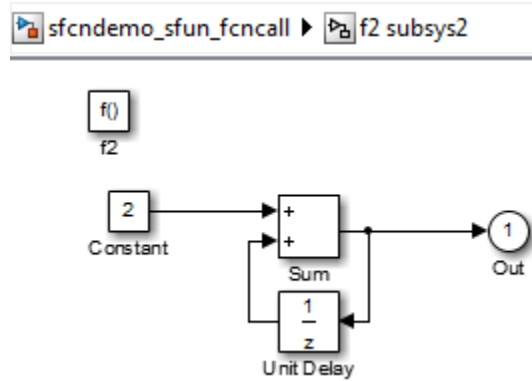 sfcndemo_sfun_fcncall ▶ f2 subsys2
f()
f2
2
Constant
+
+
Sum
1
Out
1
z
Unit Delay